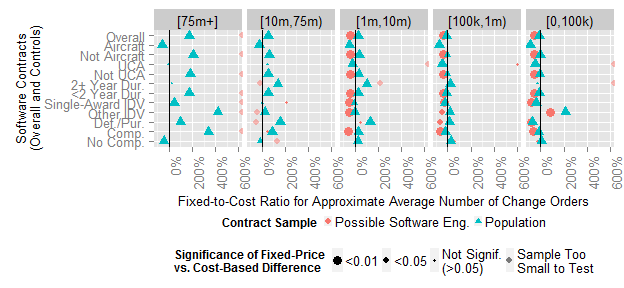 [75m+] [10m,75m) [1m,10m) [100k,1m) [0,100k)
Software Contracts
(Overall and Controls)
Overall
Aircraft
Not Aircraft
UCA
Not UCA
2+ Year Dur.
<2 Year Dur.
Single-Award IDV
Other IDV
Def./Pur.
Comp.
No Comp.
0% 200% 400% 600% 0% 200% 400% 600% 0% 200% 400% 600% 0% 200% 400% 600% 0% 200% 400% 600%
Fixed-to-Cost Ratio for Approximate Average Number of Change Orders
Contract Sample Possible Software Eng. Population
Significance of Fixed-Price
vs. Cost-Based Difference
<0.01 <0.05
Not Signif.
(>0.05)
Sample Too
Small to Test